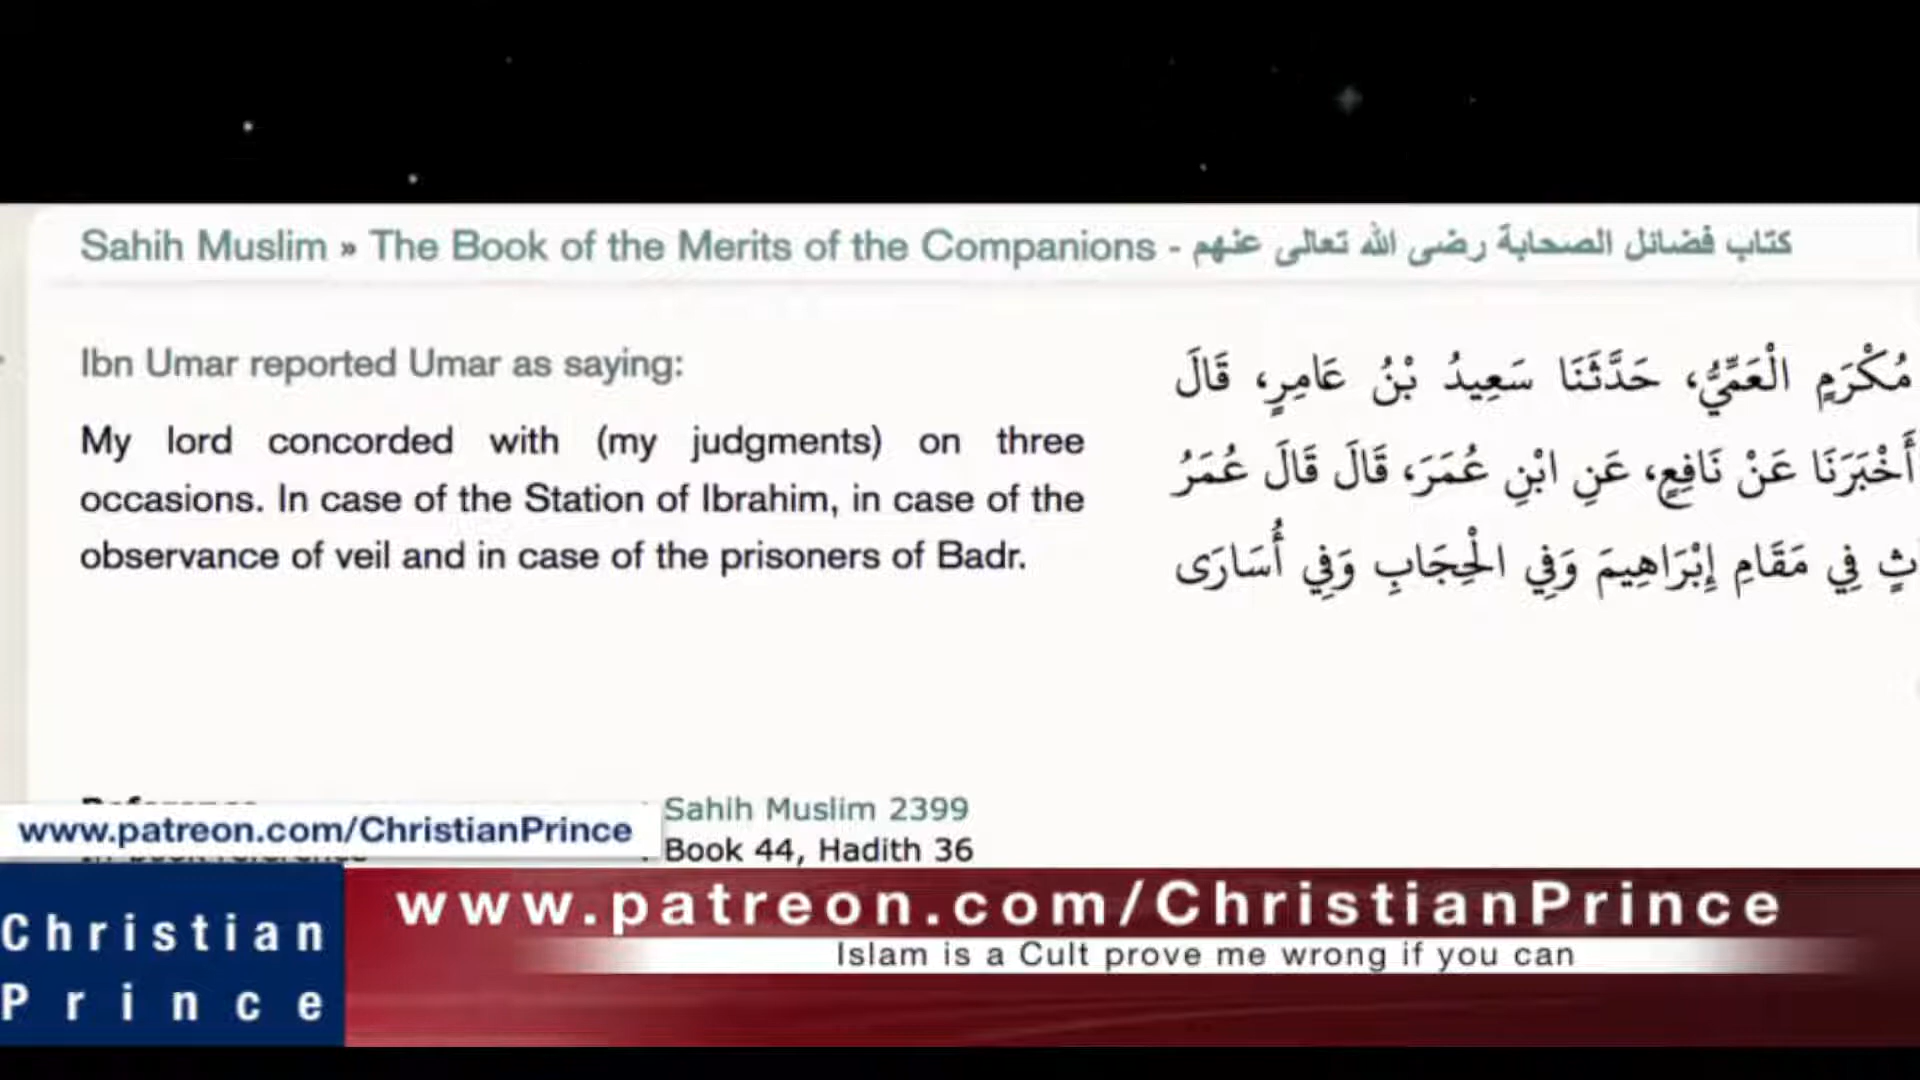 Sahih Muslim » The Book of the Merits of the Companions - كتاب فضائل الصحابة رضى الله تعالى عنهم
Ibn Umar reported Umar as saying:
My lord concorded with (my judgments) on three
occasions. In case of the Station of Ibrahim, in case of the
observance of veil and in case of the prisoners of Badr.
مُكْرَمٍ الْعَمِّيُّ، حَدَّثَنَا سَعِيدُ بْنُ عَامِرٍ، قَالَ
أَخْبَرَنَا عَنْ نَافِعٍ، عَنِ ابْنِ عُمَرَ، قَالَ قَالَ عُمَرُ
فِي مَقَامِ إِبْرَاهِيمَ وَفِي الْحِجَابِ وَفِي أُسَارَى
Sahih Muslim 2399
www.patreon.com/ChristianPrince
: Book 44, Hadith 36
Christian
Prince
www.patreon.com/ChristianPrince
Islam is a Cult prove me wrong if you can